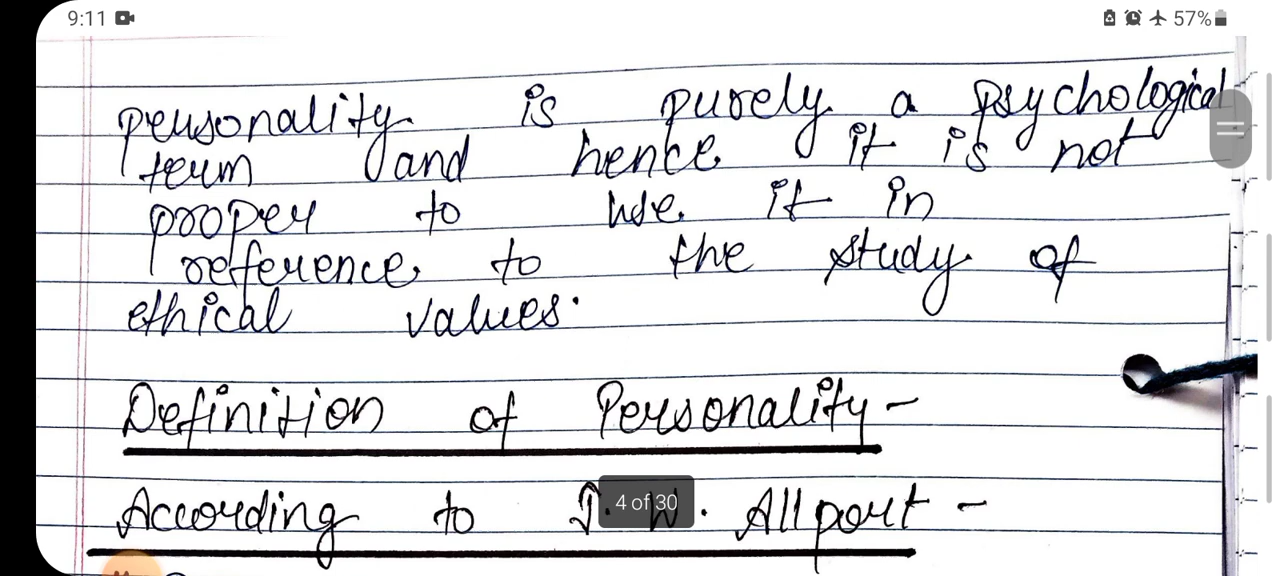 9:11
57%
personality is purely a psychological
term and hence it is not
proper to use it in
reference to the study of
ethical values.
Definition of Personality-
According to J. W. Allport -
4 of 30